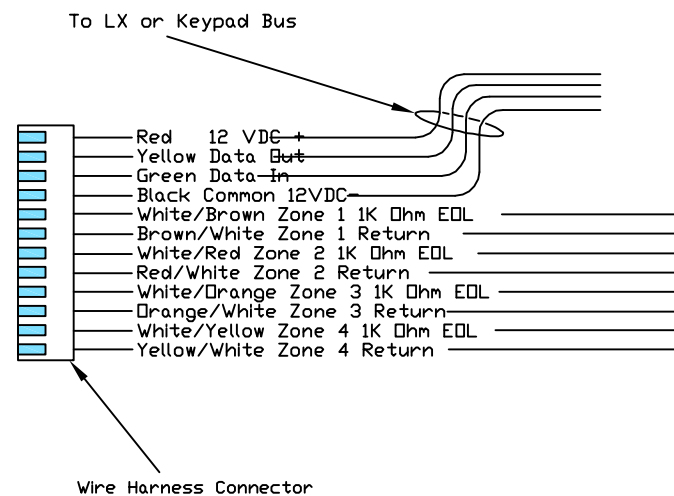 To LX or Keypad Bus
Red 12 VDC +
Yellow Data Out
Green Data In
Black Common 12VDC-
White/Brown Zone 1 1K Ohm EOL
Brown/White Zone 1 Return
White/Red Zone 2 1K Ohm EOL
Red/White Zone 2 Return
White/Orange Zone 3 1K Ohm EOL
Orange/White Zone 3 Return
White/Yellow Zone 4 1K Ohm EOL
Yellow/White Zone 4 Return
Wire Harness Connector